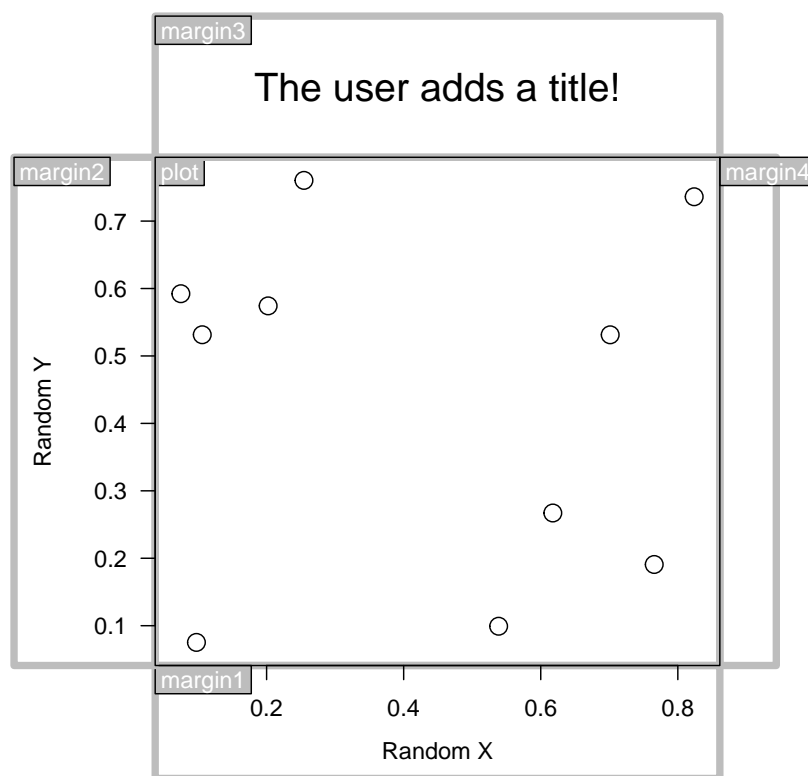 margin3
The user adds a title!
margin2
plot
margin4
0.7
0.6
0.5
0.4
0.3
0.2
0.1
Random Y
margin1
0.2 0.4 0.6 0.8
Random X